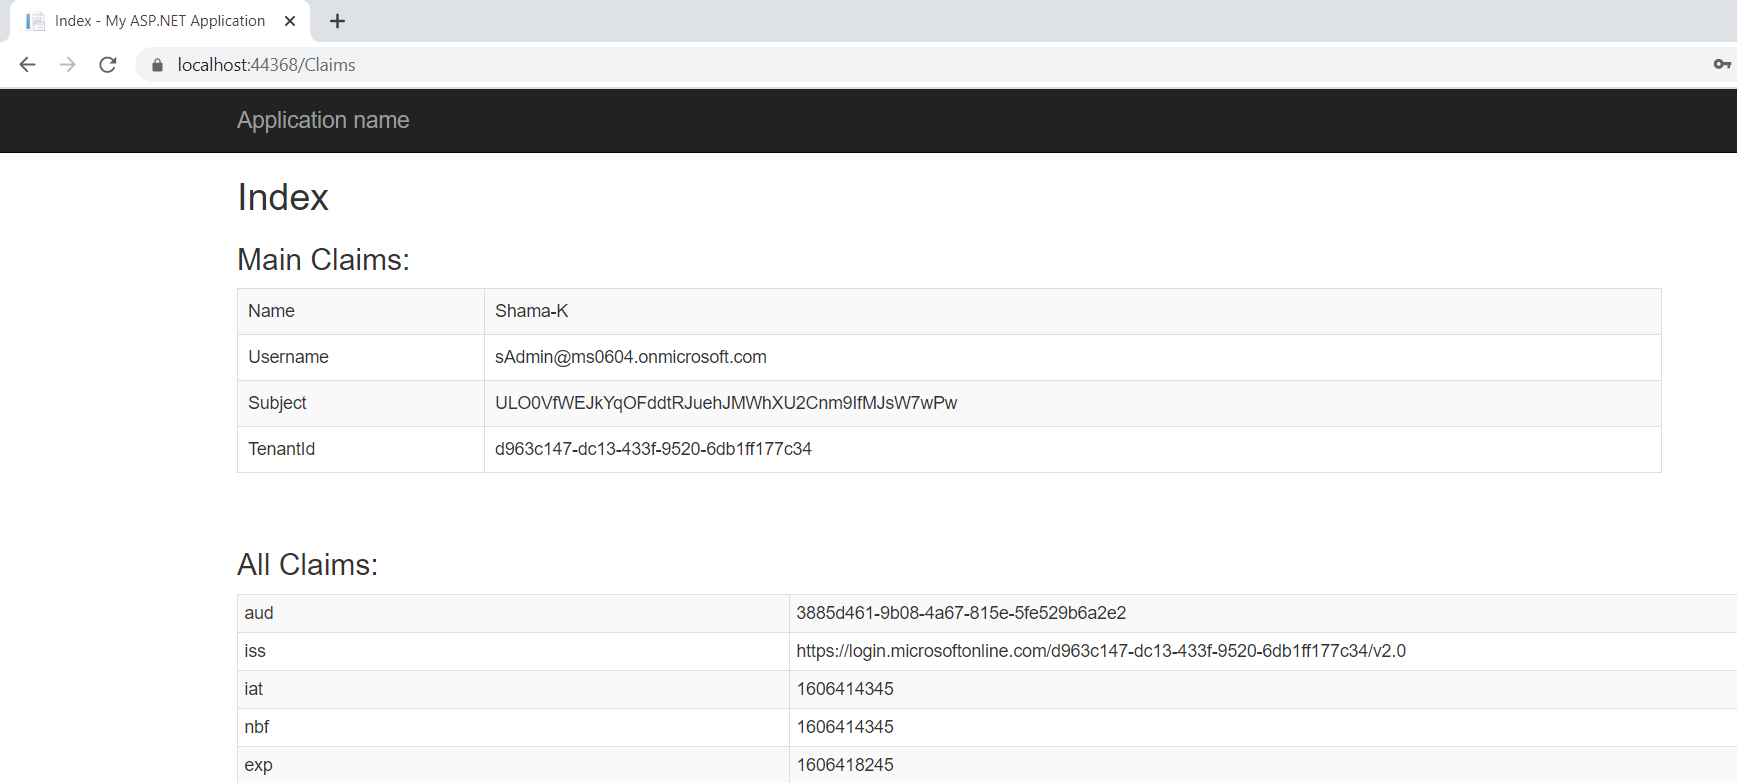 Index - My ASP.NET Application
localhost:44368/Claims
Application name
Index
Main Claims:
Name Shama-K
Username sAdmin@ms0604.onmicrosoft.com
Subject ULO0VfWEJkYqOFddtRJuehJMWhXU2Cnm9IfMJsW7wPw
TenantId d963c147-dc13-433f-9520-6db1ff177c34
All Claims:
aud 3885d461-9b08-4a67-815e-5fe529b6a2e2
iss https://login.microsoftonline.com/d963c147-dc13-433f-9520-6db1ff177c34/v2.0
iat 1606414345
nbf 1606414345
exp 1606418245